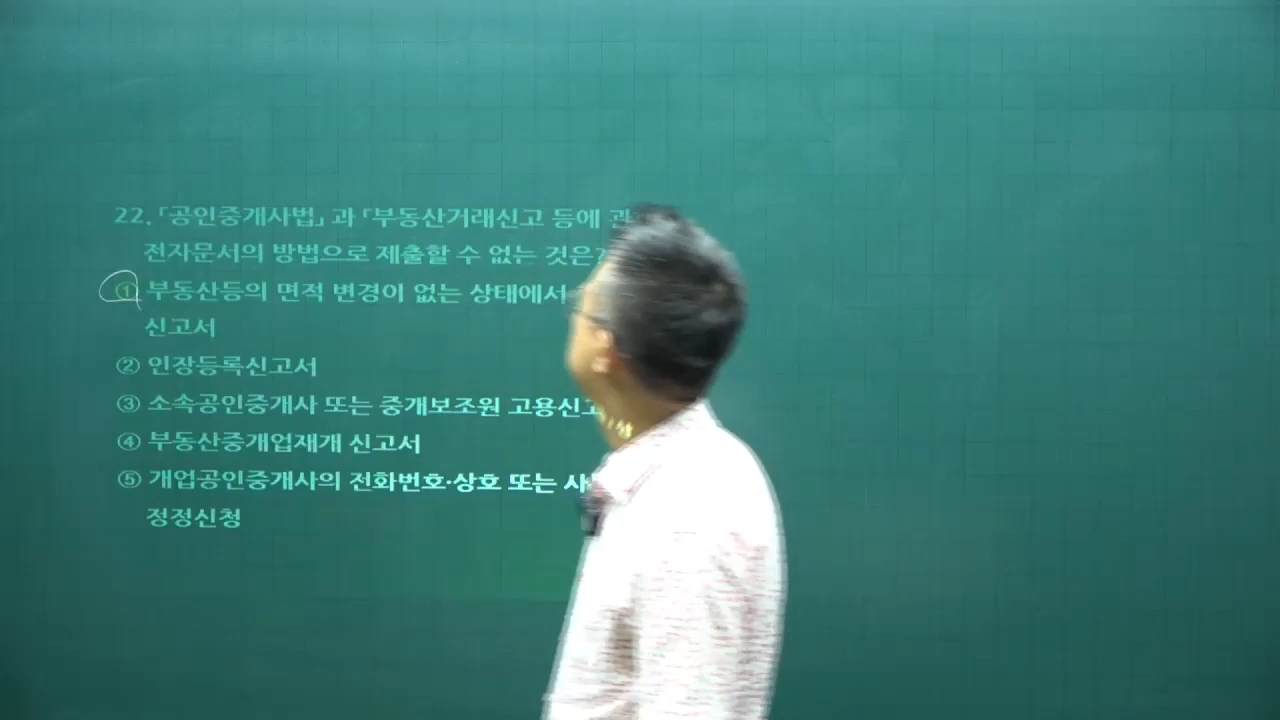 22. 「공인중개사법」과 「부동산거래신고 등에
전자문서의 방법으로 제출할 수 없는 것은?
① 부동산등의 면적 변경이 없는 상태에서
신고서
② 인장등록신고서
③ 소속공인중개사 또는 중개보조원 고용신고
④ 부동산중개업재개 신고서
⑤ 개업공인중개사의 전화번호·상호 또는
정정신청